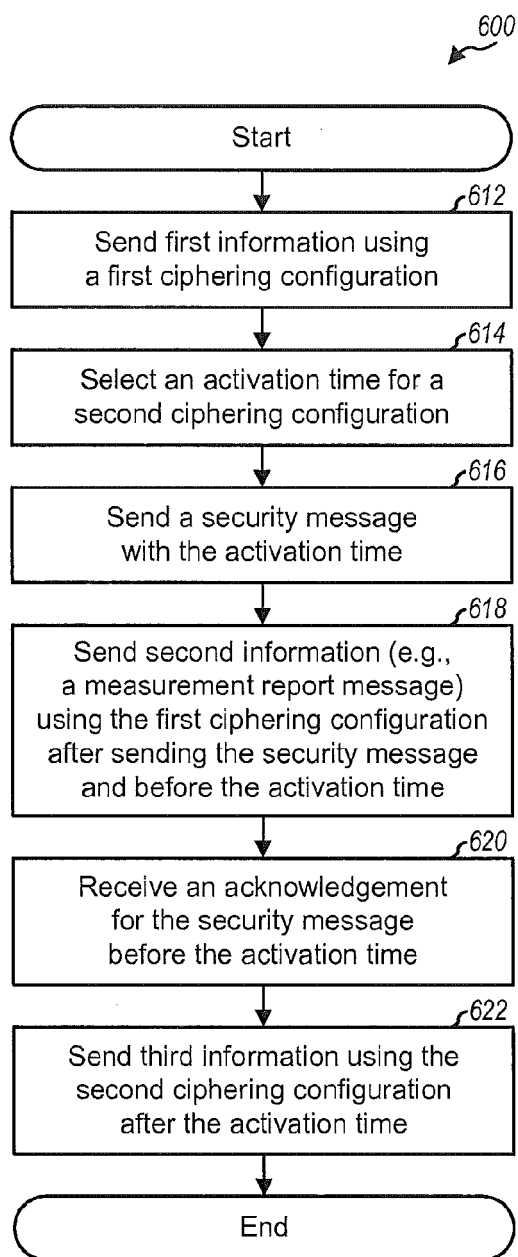 600
Start
612
Send first information using
a first ciphering configuration
614
Select an activation time for a
second ciphering configuration
616
Send a security message
with the activation time
618
Send second information (e.g.,
a measurement report message)
using the first ciphering configuration
after sending the security message
and before the activation time
620
Receive an acknowledgement
for the security message
before the activation time
622
Send third information using the
second ciphering configuration
after the activation time
End